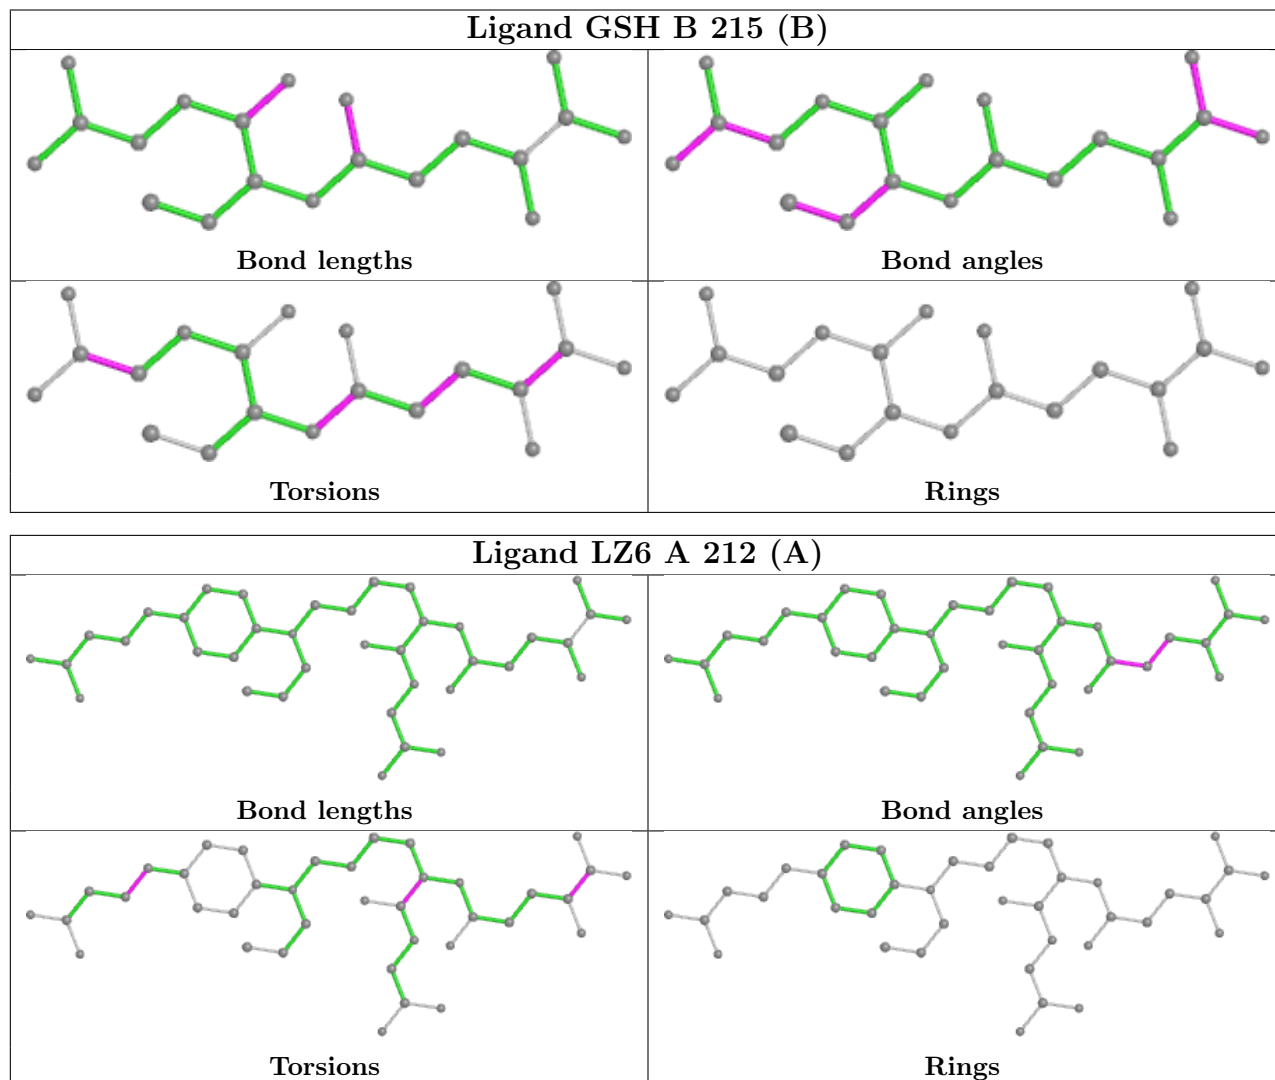 Ligand GSH B 215 (B)
Bond lengths
Bond angles
Torsions
Rings
Ligand LZ6 A 212 (A)
Bond lengths
Bond angles
Torsions
Rings